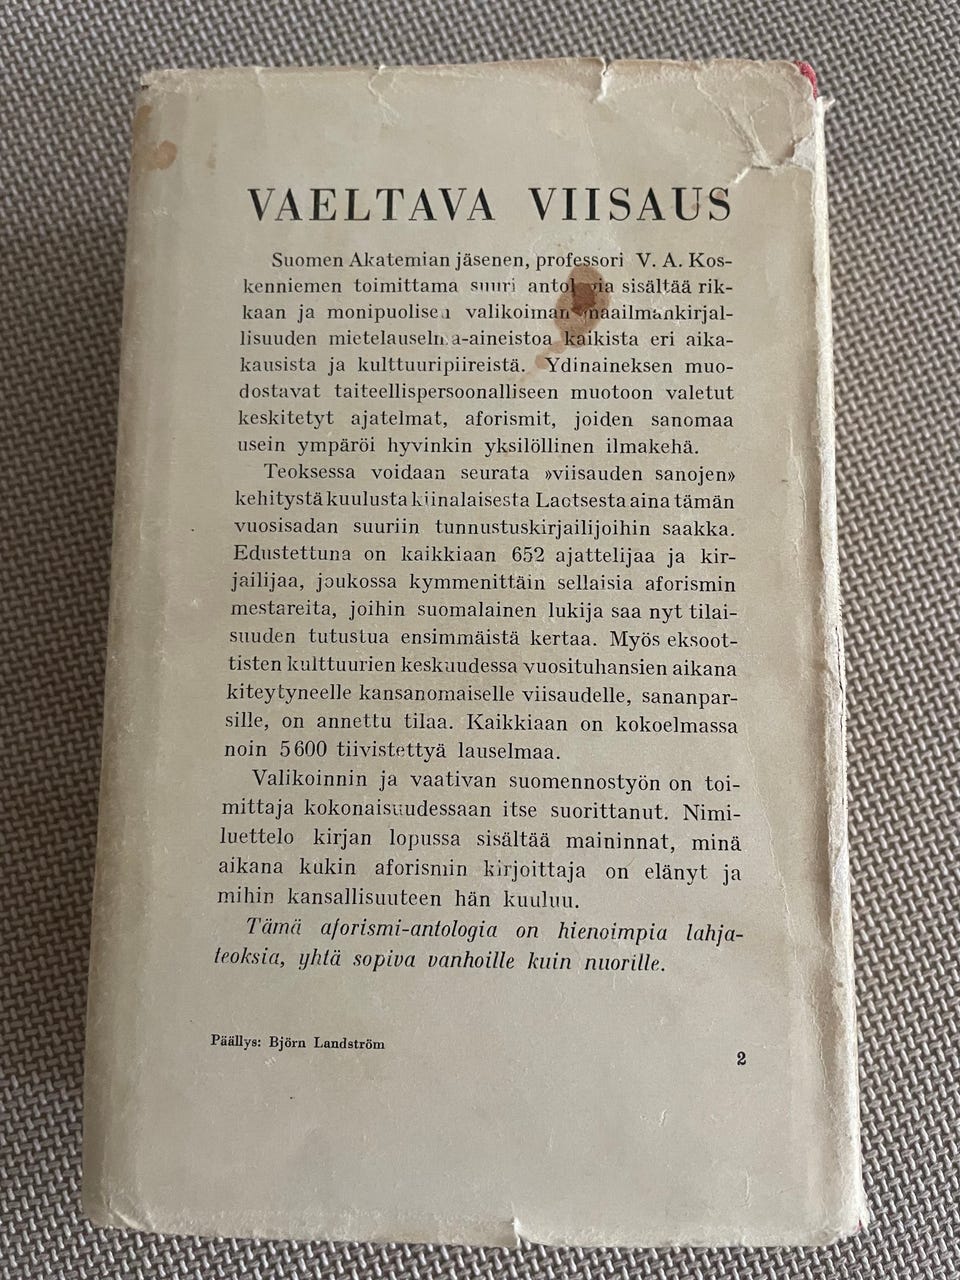 VAELTAVA VIISAUS
Suomen Akatemian jäsenen, professori V. A. Kos-
kenniemen toimittama suuri antologia sisältää rik-
kaan ja monipuolisen valikoiman maailmankirjal-
lisuuden mietelauselma-aineistoa kaikista eri aika-
kausista ja kulttuuripiireistä. Ydinaineksen muo-
dostavat taiteellispersoonalliseen muotoon valetut
keskitetyt ajatelmat, aforismit, joiden sanomaa
usein ympäröi hyvinkin yksilöllinen ilmakehä.
Teoksessa voidaan seurata »viisauden sanojen»
kehitystä kuulusta kiinalaisesta Laotsesta aina tämän
vuosisadan suuriin tunnustuskirjailijoihin saakka.
Edustettuna on kaikkiaan 652 ajattelijaa ja kir-
jailijaa, joukossa kymmenittäin sellaisia aforismin
mestareita, joihin suomalainen lukija saa nyt tilai-
suuden tutustua ensimmäistä kertaa. Myös eksoot-
tisten kulttuurien keskuudessa vuosituhansien aikana
kiteytyneelle kansanomaiselle viisaudelle, sananpar-
sille, on annettu tilaa. Kaikkiaan on kokoelmassa
noin 5600 tiivistettyä lauselmaa.
Valikoinnin ja vaativan suomennostyön on toi-
mittaja kokonaisuudessaan itse suorittanut. Nimi-
luettelo kirjan lopussa sisältää maininnat, minä
aikana kukin aforismin kirjoittaja on elänyt ja
mihin kansallisuuteen hän kuuluu.
Tämä aforismi-antologia on hienoimpia lahja-
teoksia, yhtä sopiva vanhoille kuin nuorille.
Päällys: Björn Landström
2